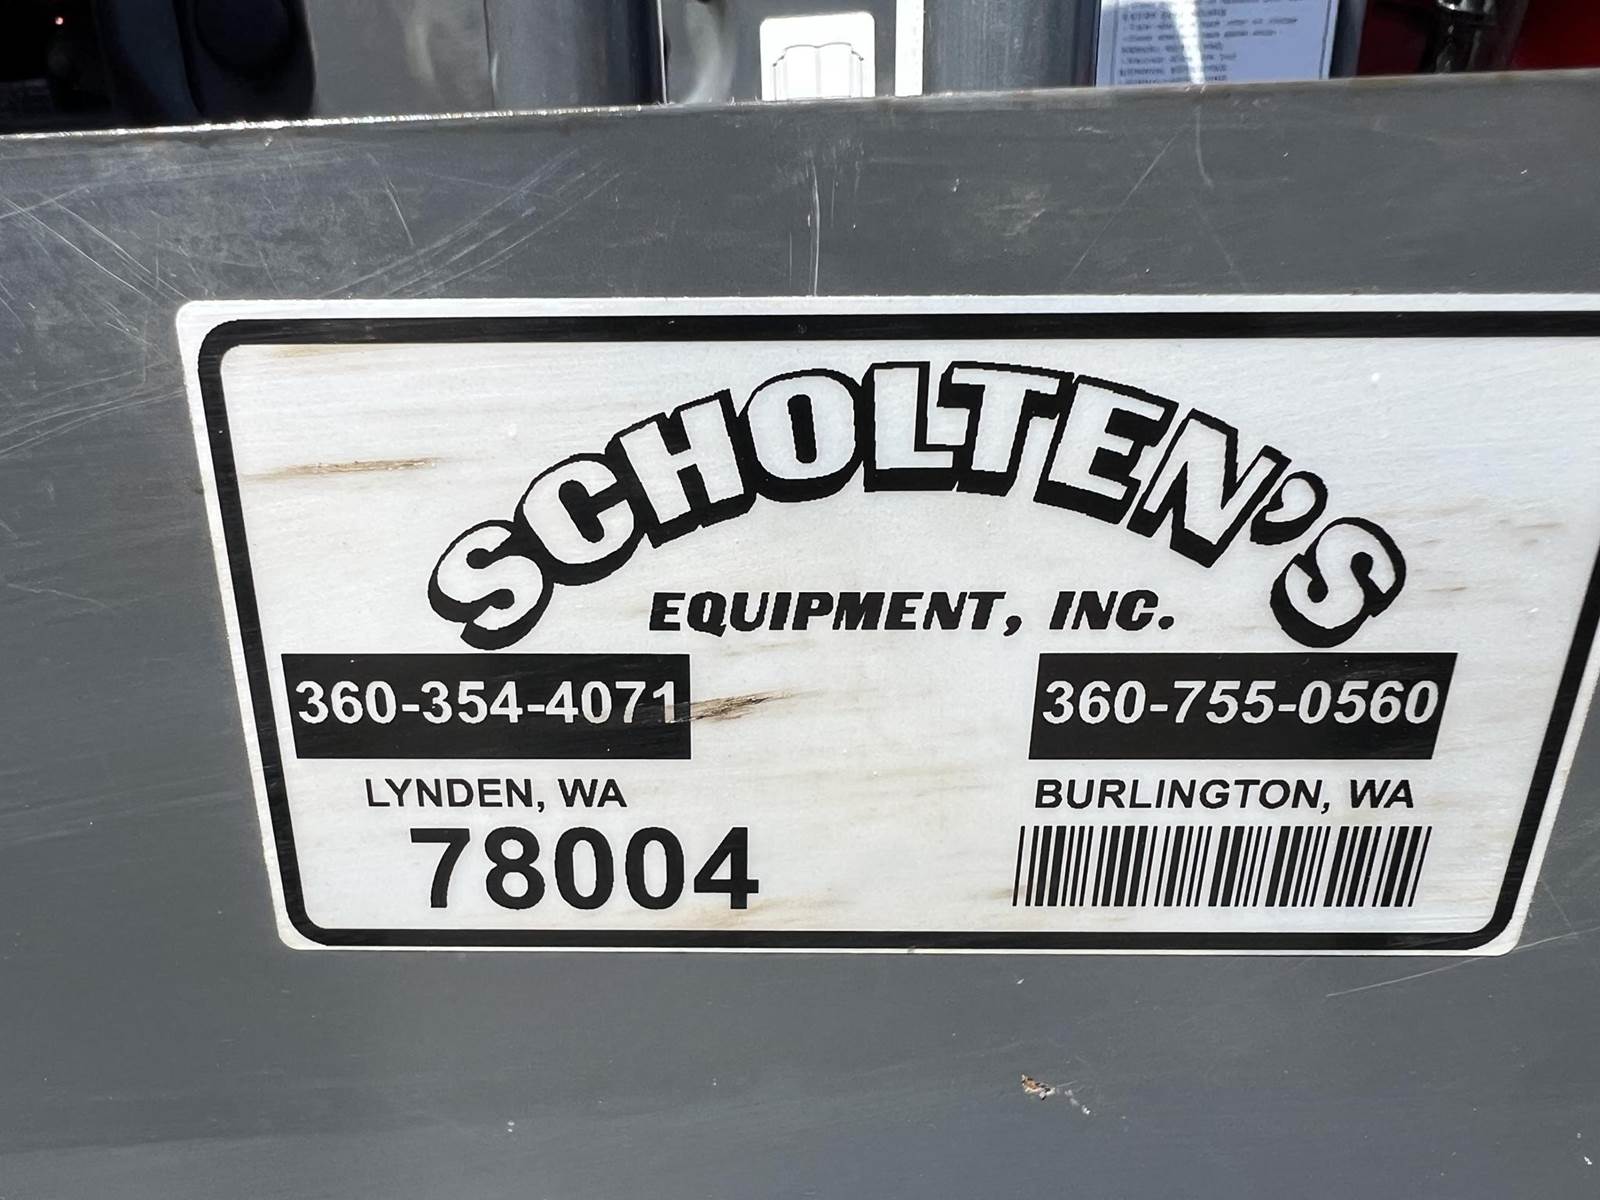 SCHOLTEN'S
EQUIPMENT, INC.
360-354-4071 360-755-0560
LYNDEN, WA BURLINGTON, WA
78004